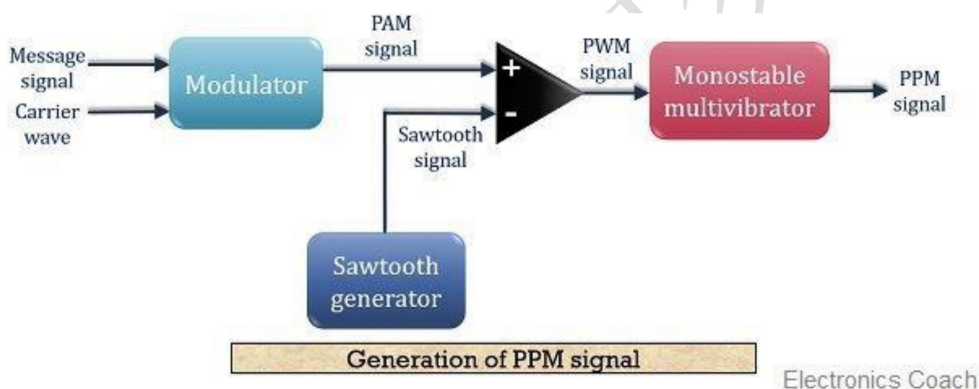 Message
signal
Carrier
wave
Modulator
PAM
signal
+
-
Sawtooth
signal
Sawtooth
generator
PWM
signal
Monostable
multivibrator
PPM
signal
Generation of PPM signal
Electronics Coach